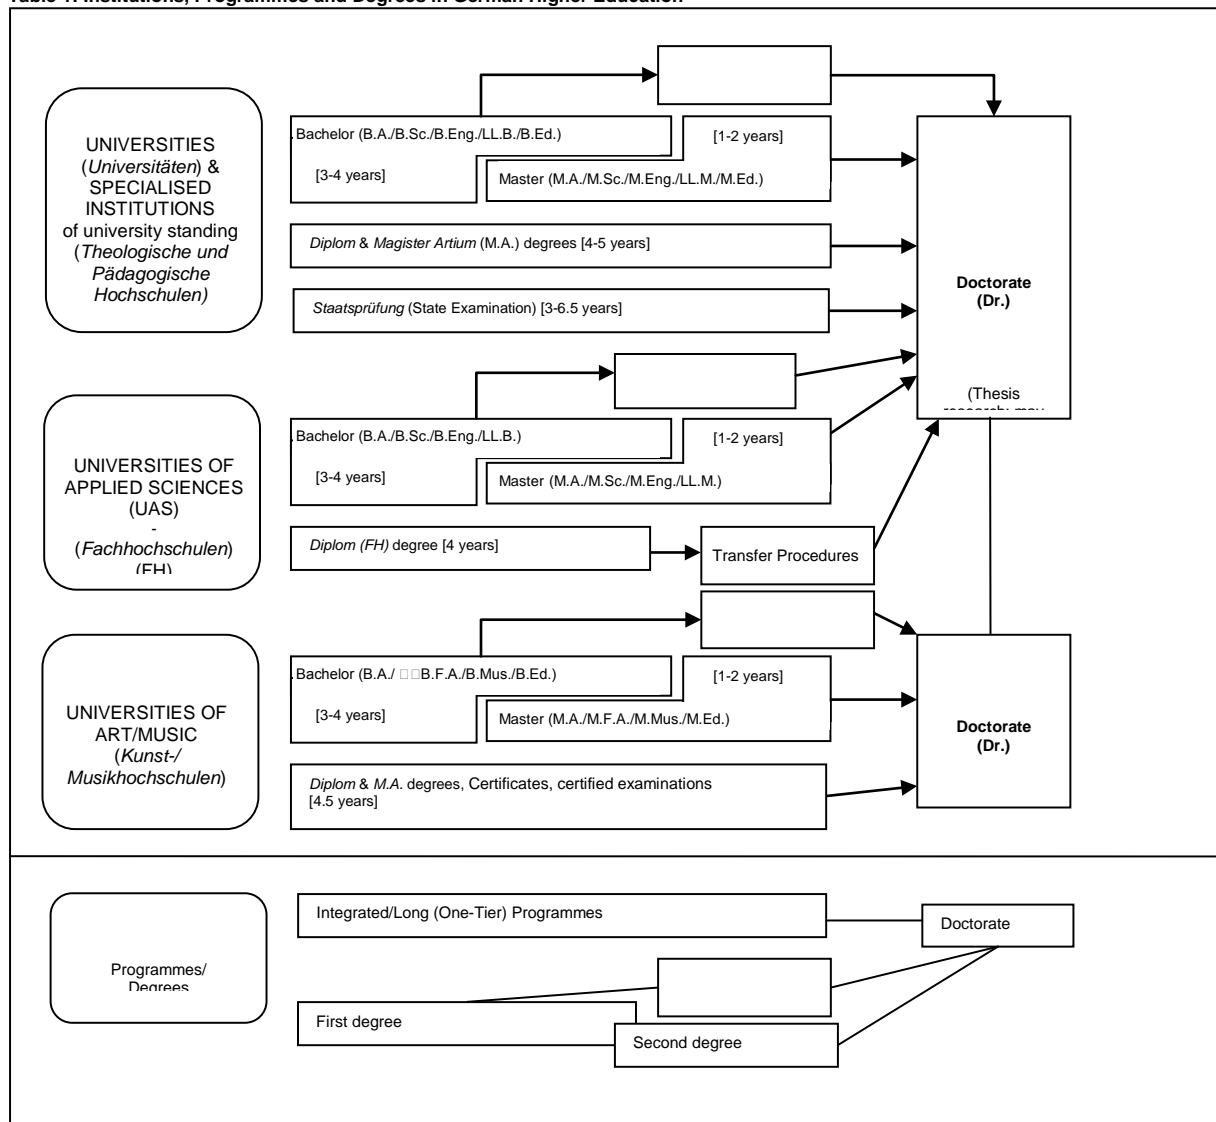 Table 1: Institutions, Programmes and Degrees in German Higher Education
UNIVERSITIES
(Universitäten) &
SPECIALISED
INSTITUTIONS
of university standing
(Theologische und
Pädagogische
Hochschulen)
Bachelor (B.A./B.Sc./B.Eng./LL.B./B.Ed.)
[3-4 years]
[1-2 years]
Master (M.A./M.Sc./M.Eng./LL.M./M.Ed.)
Diplom & Magister Artium (M.A.) degrees [4-5 years]
Staatsprüfung (State Examination) [3-6.5 years]
Doctorate
(Dr.)
(Thesis
research; may
UNIVERSITIES OF
APPLIED SCIENCES
(UAS)
-
(Fachhochschulen)
(FH)
Bachelor (B.A./B.Sc./B.Eng./LL.B.)
[3-4 years]
[1-2 years]
Master (M.A./M.Sc./M.Eng./LL.M.)
Diplom (FH) degree [4 years]
Transfer Procedures
UNIVERSITIES OF
ART/MUSIC
(Kunst-/
Musikhochschulen)
Bachelor (B.A./ □□B.F.A./B.Mus./B.Ed.)
[3-4 years]
[1-2 years]
Master (M.A./M.F.A./M.Mus./M.Ed.)
Diplom & M.A. degrees, Certificates, certified examinations
[4.5 years]
Doctorate
(Dr.)
Programmes/
Degrees
Integrated/Long (One-Tier) Programmes
Doctorate
First degree
Second degree